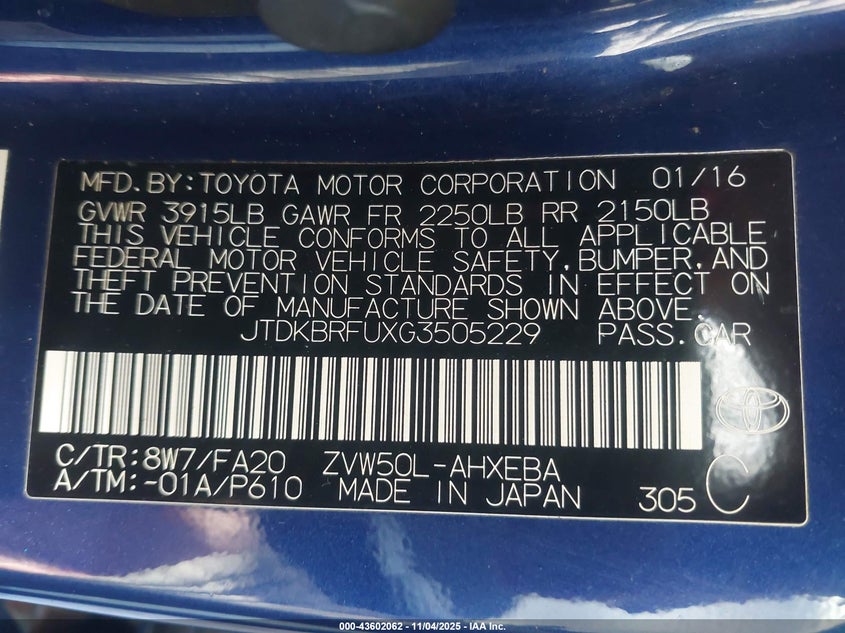 MFD.BY:TOYOTA MOTOR CORPORATION 01/16
GVWR 3915LB GAWR FR 2250LB RR 2150LB
THIS VEHICLE CONFORMS TO ALL APPLICABLE
FEDERAL MOTOR VEHICLE SAFETY,BUMPER,AND
THEFT PREVENTION STANDARDS IN EFFECT ON
THE DATE OF MANUFACTURE SHOWN ABOVE.
JTDKBRFUXG3505229 PASS.CAR
C/TR:8W7/FA20 ZVW50L-AHXEBA
A/TM:-01A/P610 MADE IN JAPAN 305 C
000-43602062 - 11/04/2025 - IAA Inc.